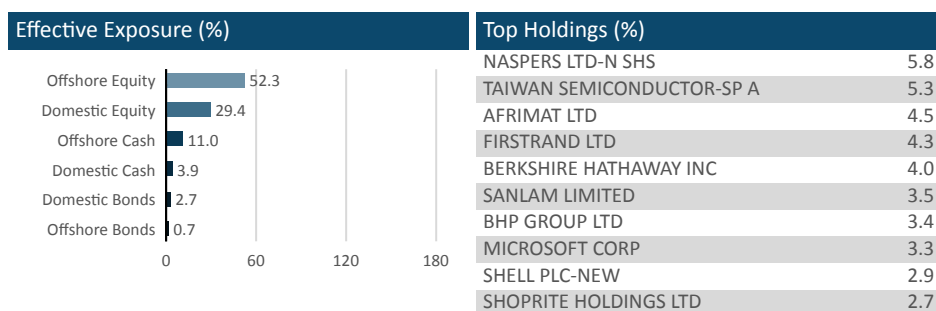 Effective Exposure (%)
Offshore Equity 52.3
Domestic Equity 29.4
Offshore Cash 11.0
Domestic Cash 3.9
Domestic Bonds 2.7
Offshore Bonds 0.7
0 60 120 180
Top Holdings (%)
NASPERS LTD-N SHS 5.8
TAIWAN SEMICONDUCTOR-SP A 5.3
AFRIMAT LTD 4.5
FIRSTRAND LTD 4.3
BERKSHIRE HATHAWAY INC 4.0
SANLAM LIMITED 3.5
BHP GROUP LTD 3.4
MICROSOFT CORP 3.3
SHELL PLC-NEW 2.9
SHOPRITE HOLDINGS LTD 2.7